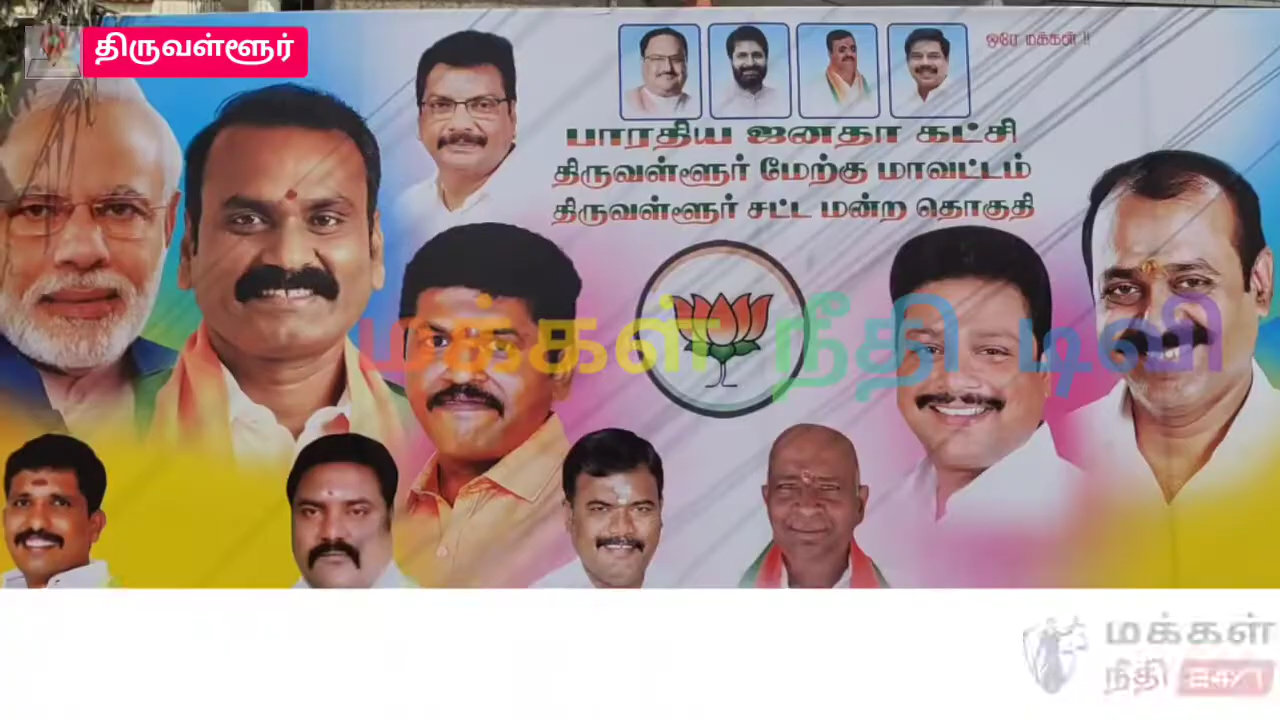 திருவள்ளூர்
ஒரே மக்கள் !!
பாரதிய ஜனதா கட்சி
திருவள்ளூர் மேற்கு மாவட்டம்
திருவள்ளூர் சட்ட மன்ற தொகுதி
மக்கள் நீதி டிவி
மக்கள்
நீதி